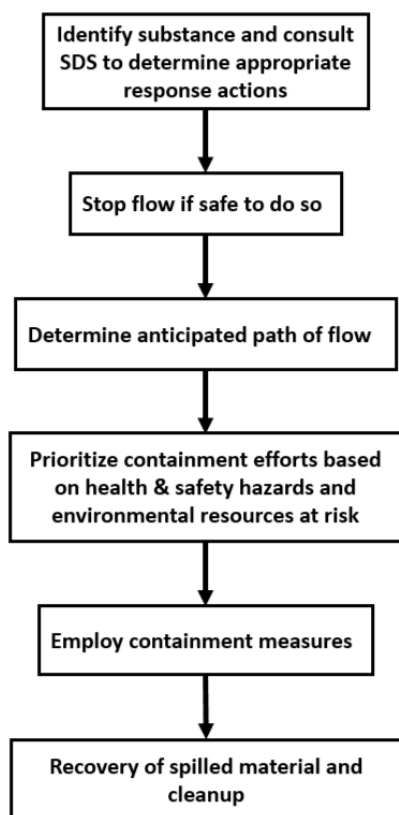 Identify substance and consult
SDS to determine appropriate
response actions
Stop flow if safe to do so
Determine anticipated path of flow
Prioritize containment efforts based
on health & safety hazards and
environmental resources at risk
Employ containment measures
Recovery of spilled material and
cleanup